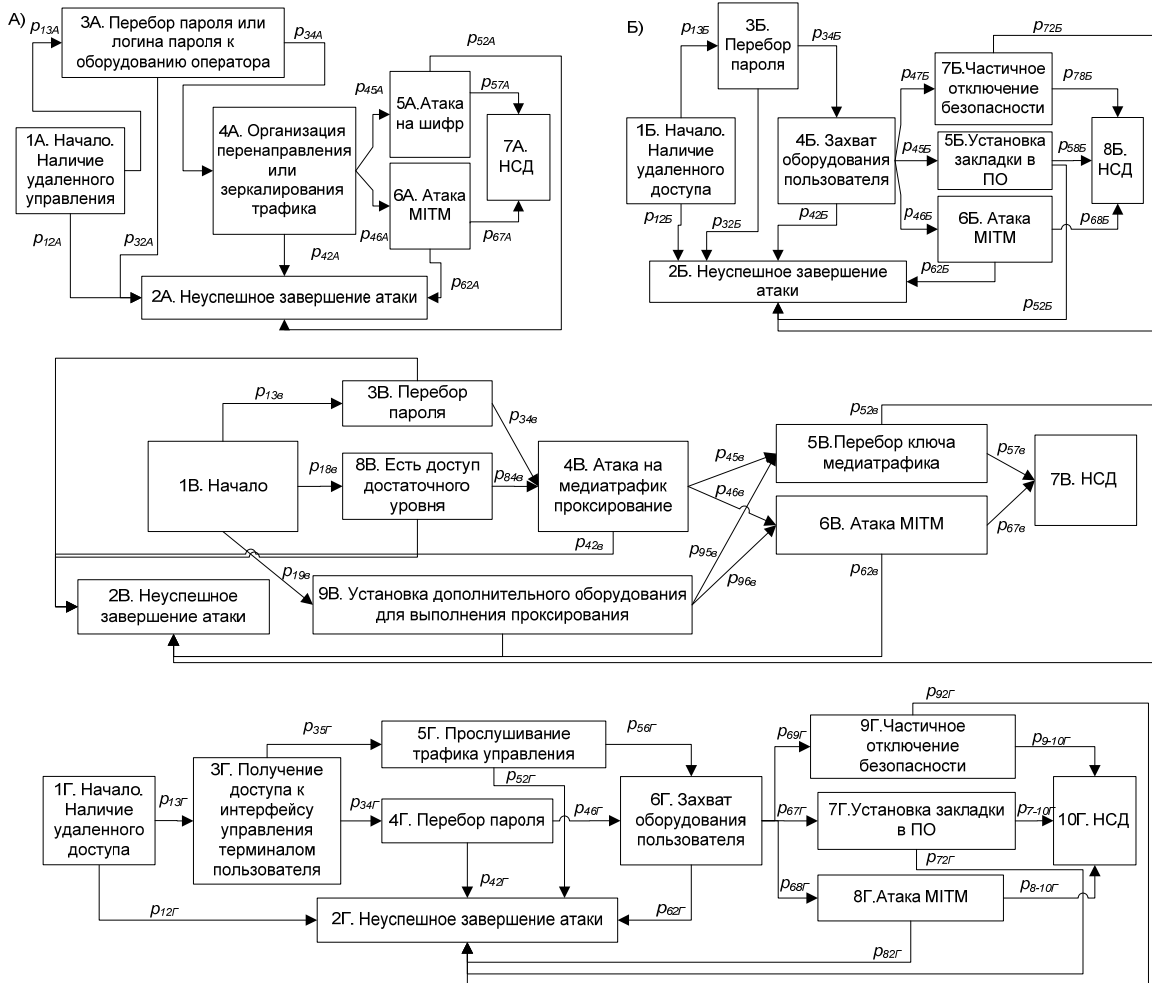 А)
p13А
3А. Перебор пароля или
логина пароля к
оборудованию оператора
p34А
p52А
1А. Начало.
Наличие
удаленного
управления
4А. Организация
перенаправления
или
зеркалирования
трафика
p45А
5А.Атака
на шифр
p57А
7А.
НСД
6А. Атака
MITM
p46А
p67А
p12А
p32А
p42А
p62А
2А. Неуспешное завершение атаки
Б)
p13Б
3Б.
Перебор
пароля
p34Б
p72Б
p47Б
7Б.Частичное
отключение
безопасности
p78Б
1Б. Начало.
Наличие
удаленного
доступа
4Б. Захват
оборудования
пользователя
p45Б
5Б.Установка
закладки в
ПО
p58Б
8Б.
НСД
p46Б
6Б. Атака
MITM
p68Б
p12Б
p32Б
p42Б
p62Б
2Б. Неуспешное завершение
атаки
p52Б
p13в
3В. Перебор
пароля
p34в
p52в
1В. Начало
p18в
8В. Есть доступ
достаточного
уровня
p84в
4В. Атака на
медиатрафик
проксирование
p45в
5В.Перебор ключа
медиатрафика
p57в
7В. НСД
p46в
6В. Атака MITM
p67в
p42в
p95в
p62в
p19в
p96в
2В. Неуспешное
завершение атаки
9В. Установка дополнительного оборудования
для выполнения проксирования
p92Г
p35Г
5Г. Прослушивание
трафика управления
p56Г
p69Г
9Г.Частичное
отключение
безопасности
p9-10Г
p52Г
1Г. Начало.
Наличие
удаленного
доступа
p13Г
3Г. Получение
доступа к
интерфейсу
управления
терминалом
пользователя
p34Г
4Г. Перебор пароля
p46Г
6Г. Захват
оборудования
пользователя
p67Г
7Г.Установка закладки
в ПО
p7-10Г
10Г. НСД
p72Г
p42Г
p68Г
8Г.Атака MITM
p8-10Г
p12Г
2Г. Неуспешное завершение атаки
p62Г
p82Г